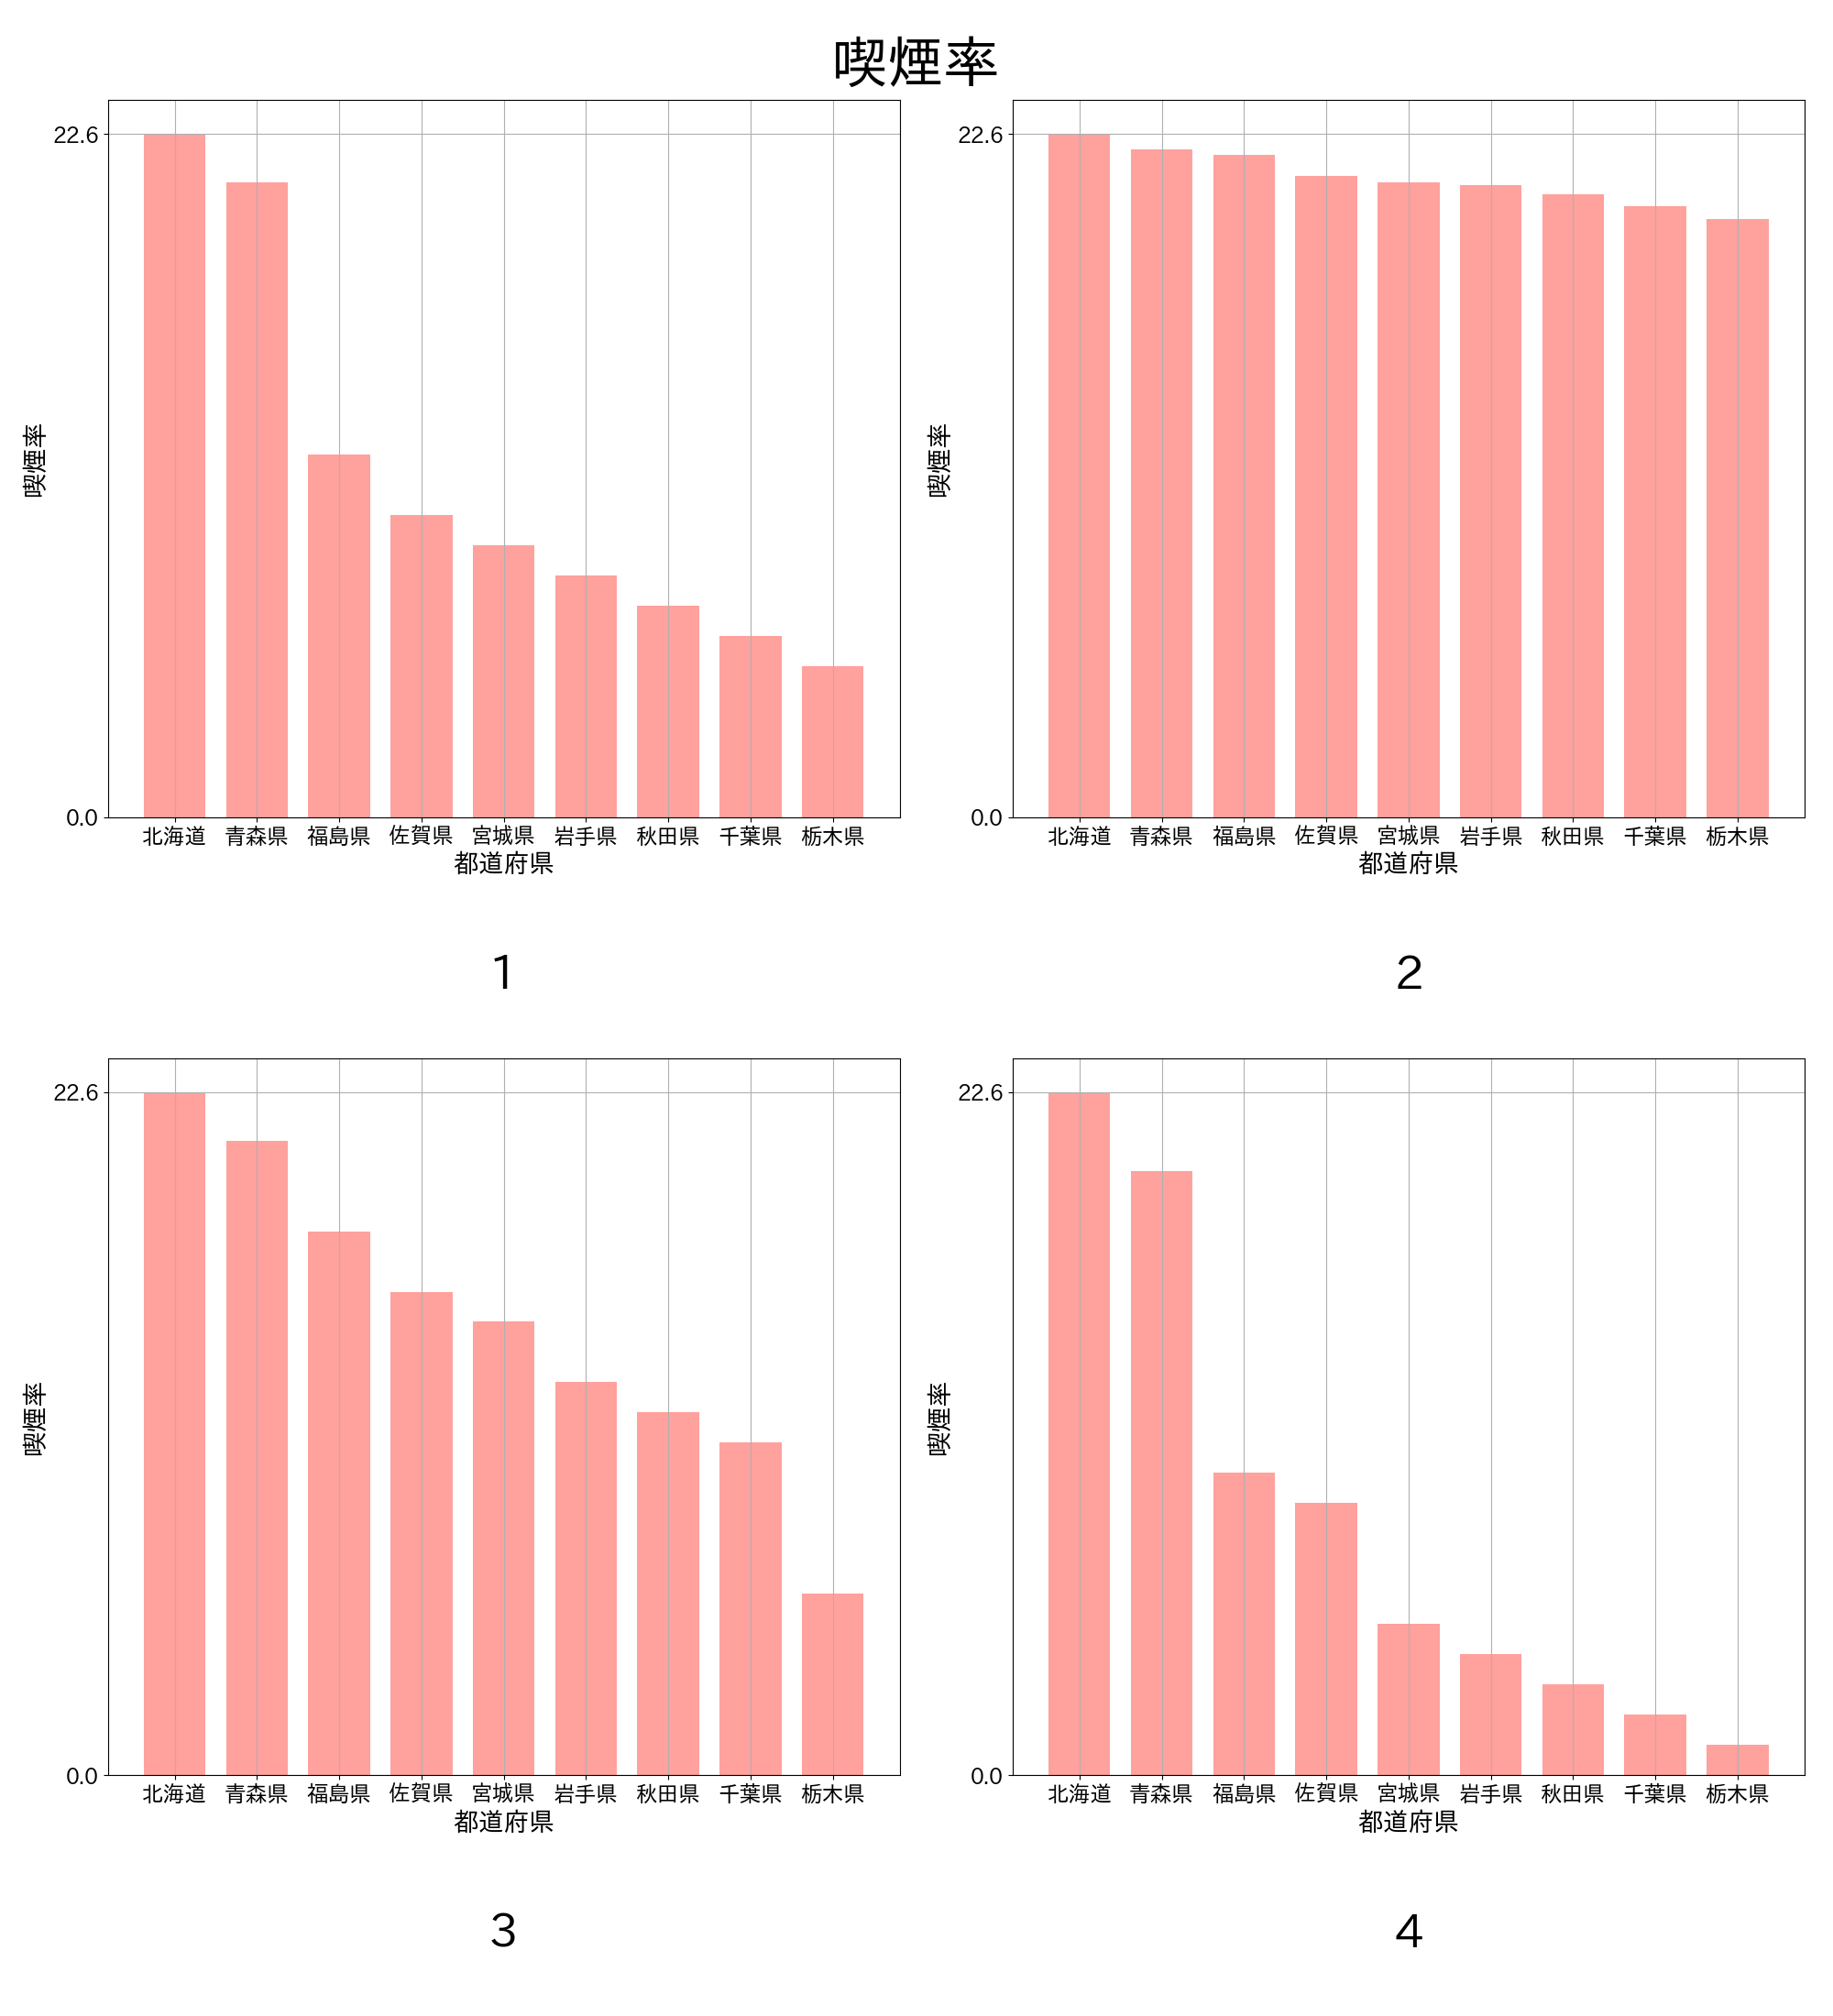 喫煙率
22.6
0.0
喫煙率
北海道 青森県 福島県 佐賀県 宮城県 岩手県 秋田県 千葉県 栃木県
都道府県
1
22.6
0.0
喫煙率
北海道 青森県 福島県 佐賀県 宮城県 岩手県 秋田県 千葉県 栃木県
都道府県
2
22.6
0.0
喫煙率
北海道 青森県 福島県 佐賀県 宮城県 岩手県 秋田県 千葉県 栃木県
都道府県
3
22.6
0.0
喫煙率
北海道 青森県 福島県 佐賀県 宮城県 岩手県 秋田県 千葉県 栃木県
都道府県
4